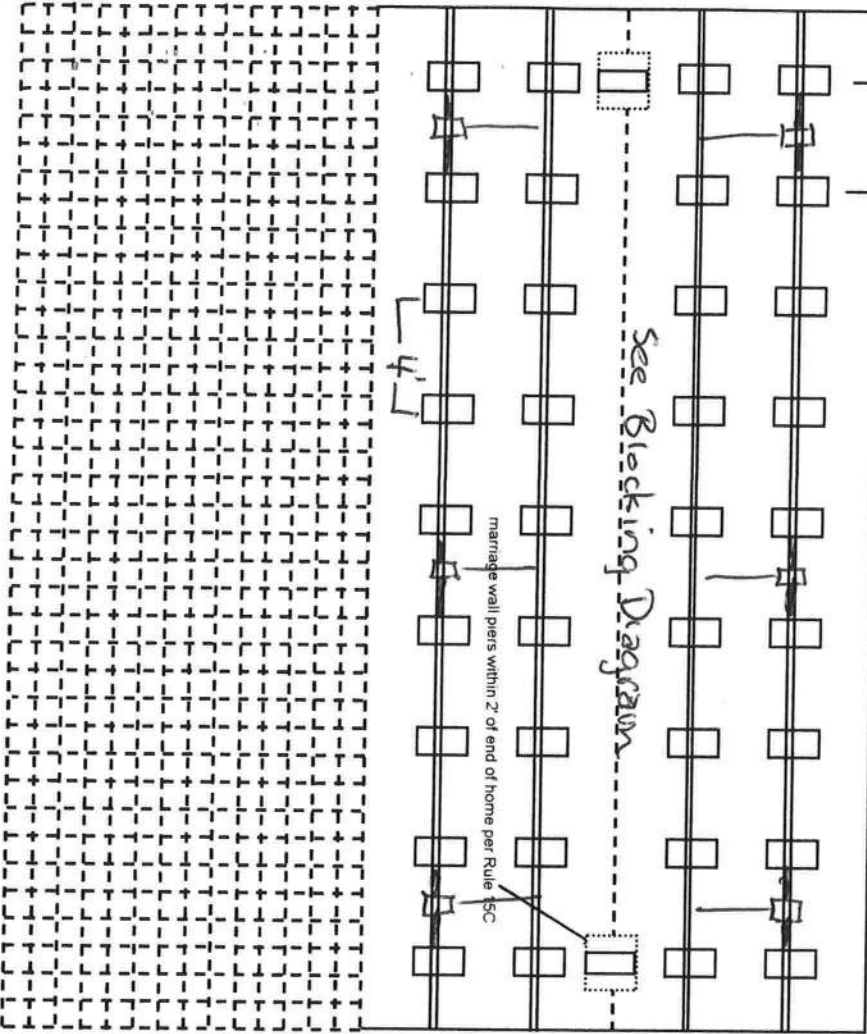 See Blocking Diagram
4'
marriage wall piers within 2' of end of home per Rule 15C